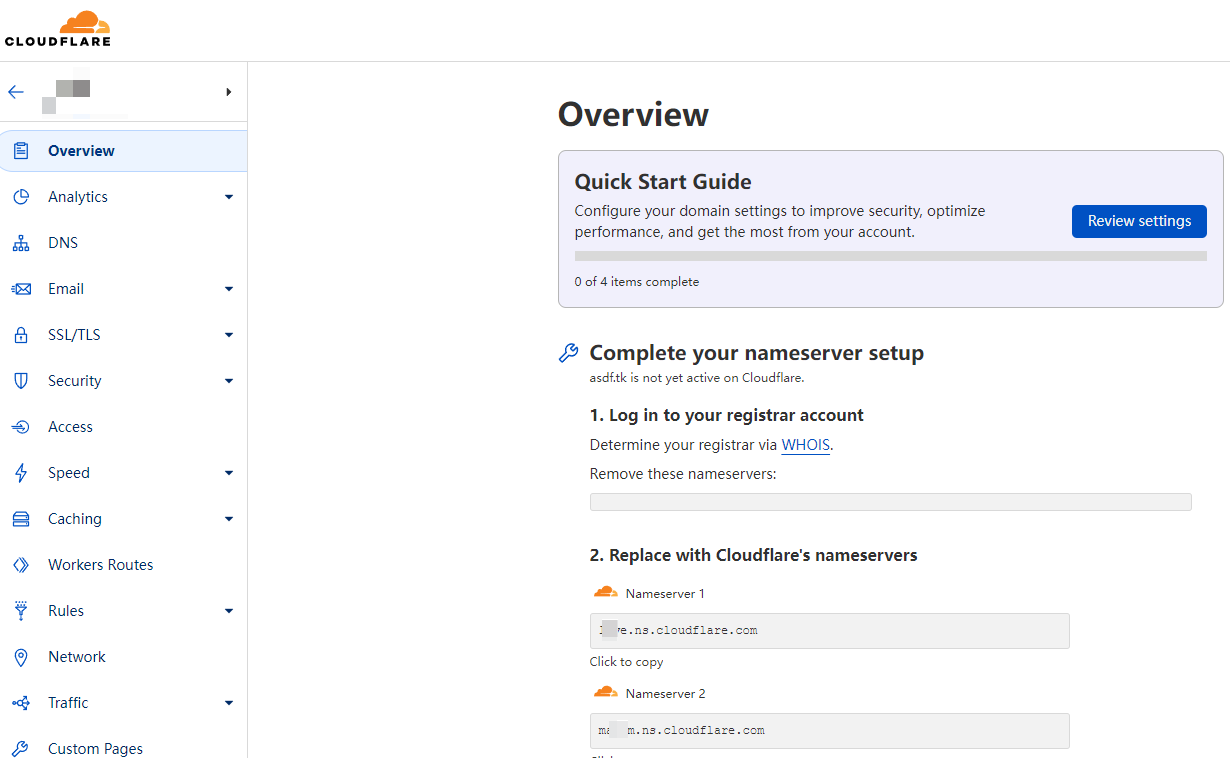 CLOUDFLARE
Overview
Analytics
DNS
Email
SSL/TLS
Security
Access
Speed
Caching
Workers Routes
Rules
Network
Traffic
Custom Pages
Overview
Quick Start Guide
Configure your domain settings to improve security, optimize
performance, and get the most from your account.
Review settings
0 of 4 items complete
Complete your nameserver setup
asdf.tk is not yet active on Cloudflare.
1. Log in to your registrar account
Determine your registrar via WHOIS.
Remove these nameservers:
2. Replace with Cloudflare's nameservers
Nameserver 1
.ns.cloudflare.com
Click to copy
Nameserver 2
.ns.cloudflare.com